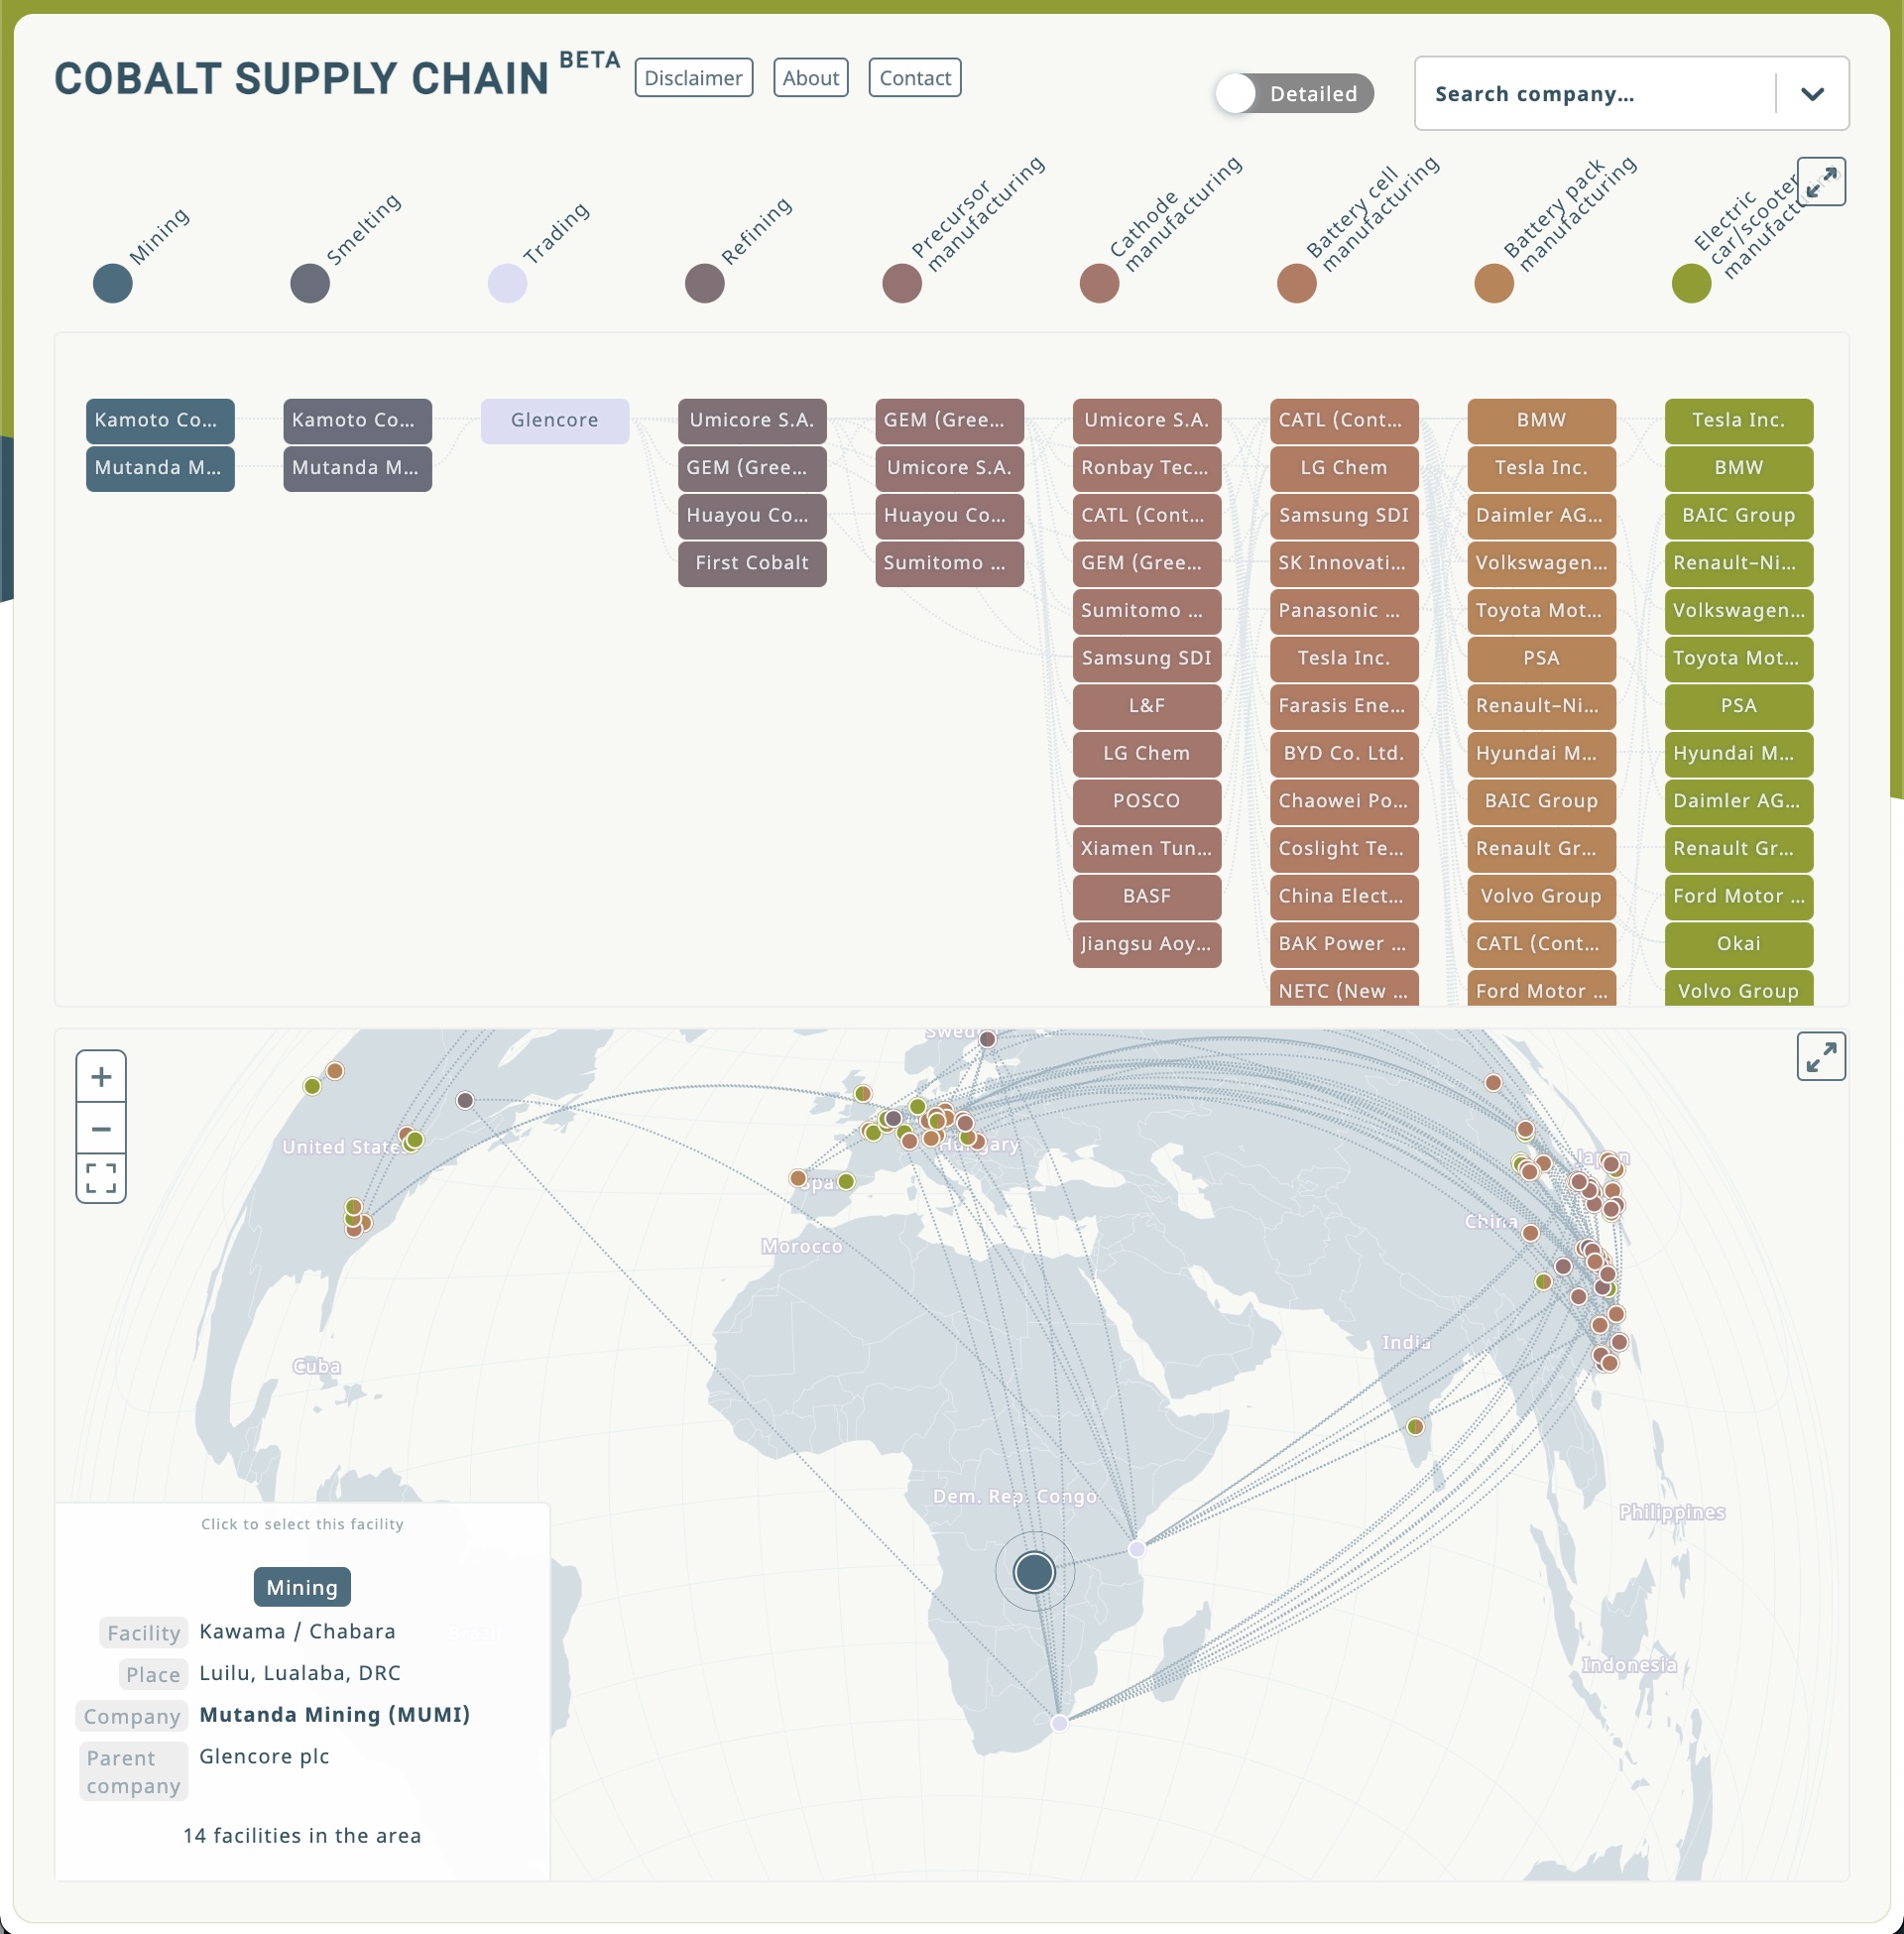 COBALT SUPPLY CHAIN BETA
Disclaimer
About
Contact
Detailed
Search company...
Mining
Smelting
Trading
Refining
Precursor
manufacturing
Cathode
manufacturing
Battery cell
manufacturing
Battery pack
manufacturing
Electric
car/scooter
manufacturing
Kamoto Co...
Kamoto Co...
Glencore
Umicore S.A.
GEM (Gree...
Umicore S.A.
CATL (Cont...
BMW
Tesla Inc.
Mutanda M...
Mutanda M...
GEM (Gree...
Umicore S.A.
Ronbay Tec...
LG Chem
Tesla Inc.
BMW
Huayou Co...
Huayou Co...
CATL (Cont...
Samsung SDI
Daimler AG...
BAIC Group
First Cobalt
Sumitomo ...
GEM (Gree...
SK Innovati...
Volkswagen...
Renault–Ni...
Sumitomo ...
Panasonic ...
Toyota Mot...
Volkswagen...
Samsung SDI
Tesla Inc.
PSA
Toyota Mot...
L&F
Farasis Ene...
Renault–Ni...
PSA
LG Chem
BYD Co. Ltd.
Hyundai M...
Hyundai M...
POSCO
Chaowei Po...
BAIC Group
Daimler AG...
Xiamen Tun...
Coslight Te...
Renault Gr...
Renault Gr...
BASF
China Elect...
Volvo Group
Ford Motor ...
Jiangsu Aoy...
BAK Power ...
CATL (Cont...
Okai
NETC (New ...
Ford Motor ...
Volvo Group
Sweden
United States
Hungary
Japan
Spain
China
Morocco
India
Cuba
Dem. Rep. Congo
Philippines
Indonesia
Click to select this facility
Mining
Facility Kawama / Chabara
Brazil
Place Luilu, Lualaba, DRC
Company Mutanda Mining (MUMI)
Parent company Glencore plc
14 facilities in the area